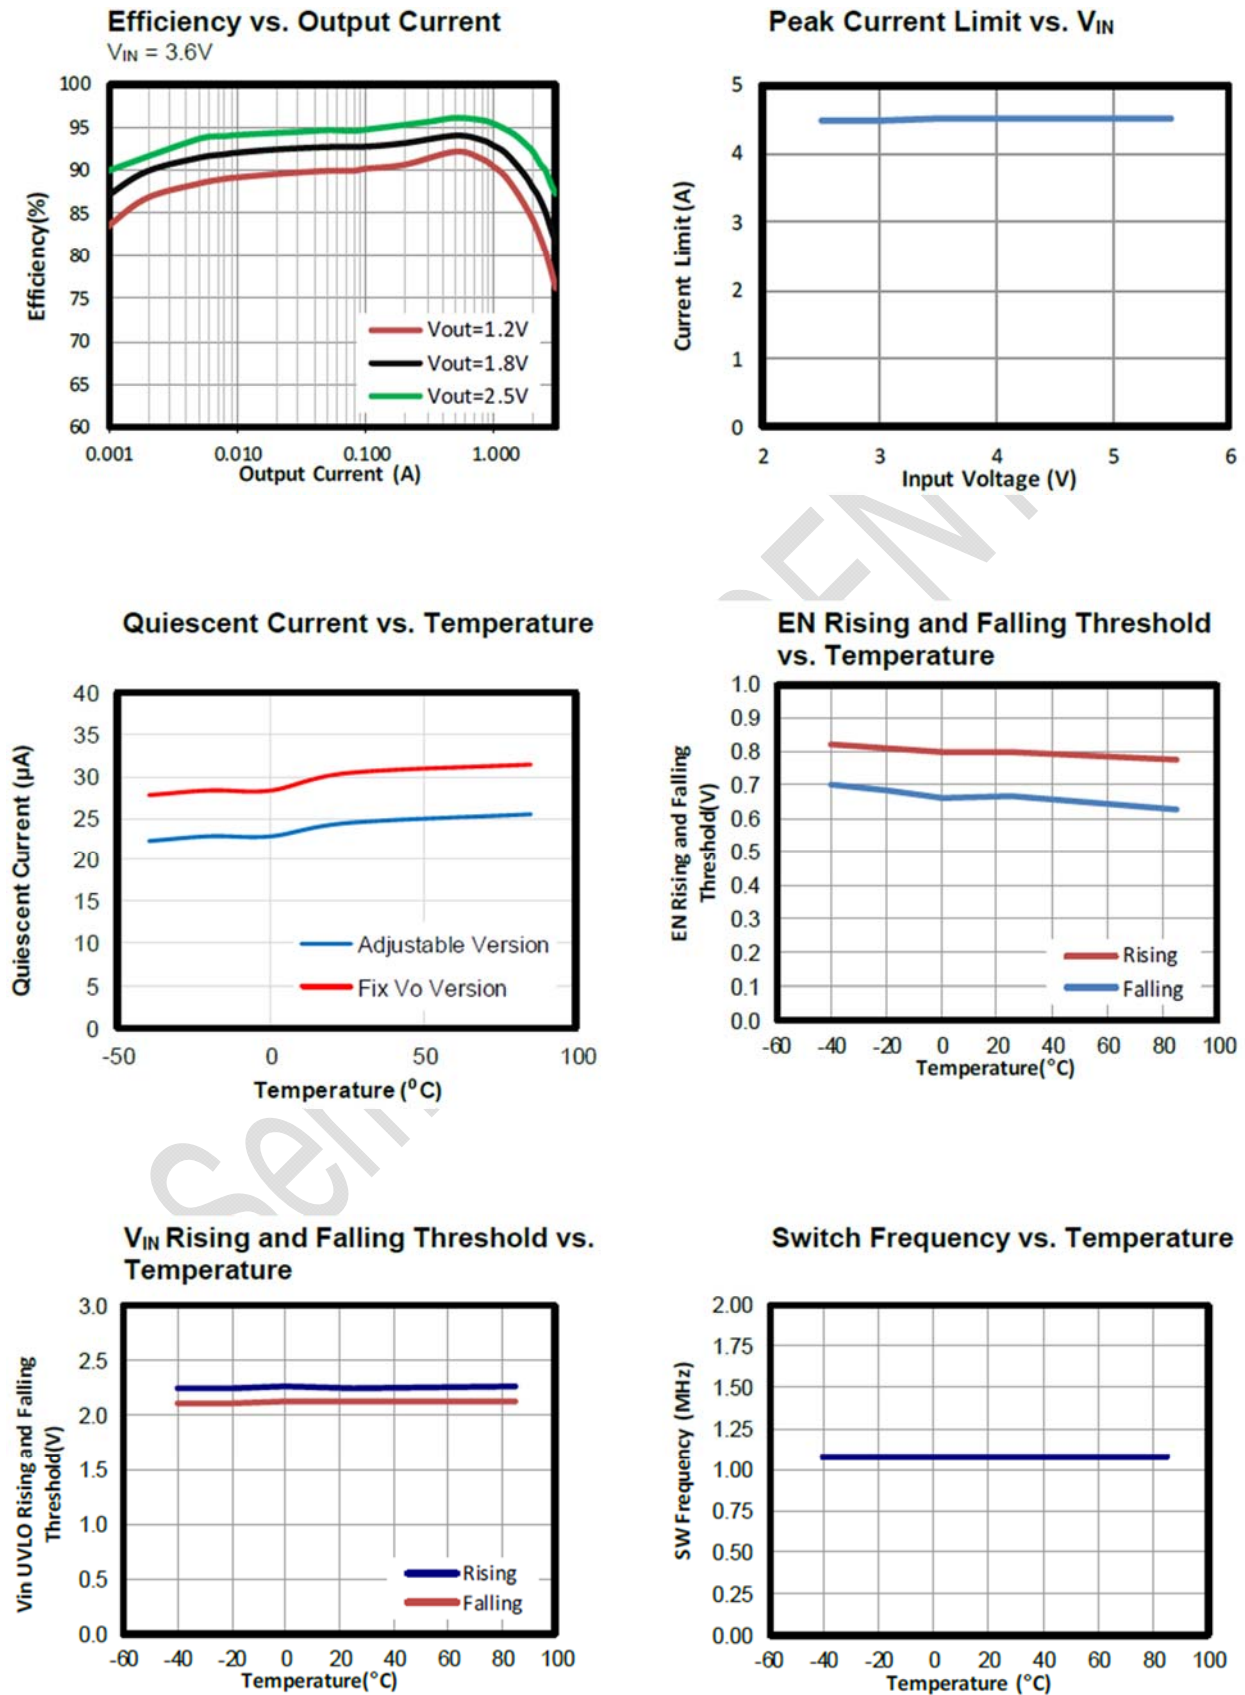 Efficiency vs. Output Current
VIN = 3.6V
100
95
90
85
80
75
70
65
60
Efficiency(%)
Vout=1.2V
Vout=1.8V
Vout=2.5V
0.001 0.010 0.100 1.000
Output Current (A)
Peak Current Limit vs. VIN
5
4
3
2
1
0
Current Limit (A)
2 3 4 5 6
Input Voltage (V)
Quiescent Current vs. Temperature
40
35
30
25
20
15
10
5
0
Quiescent Current (µA)
Adjustable Version
Fix Vo Version
-50 0 50 100
Temperature (⁰C)
EN Rising and Falling Threshold
vs. Temperature
1.0
0.9
0.8
0.7
0.6
0.5
0.4
0.3
0.2
0.1
0.0
EN Rising and Falling
Threshold(V)
Rising
Falling
-60 -40 -20 0 20 40 60 80 100
Temperature(°C)
VIN Rising and Falling Threshold vs.
Temperature
3.0
2.5
2.0
1.5
1.0
0.5
0.0
Vin UVLO Rising and Falling
Threshold(V)
Rising
Falling
-60 -40 -20 0 20 40 60 80 100
Temperature(°C)
Switch Frequency vs. Temperature
2.00
1.75
1.50
1.25
1.00
0.75
0.50
0.25
0.00
SW Frequency (MHz)
-60 -40 -20 0 20 40 60 80 100
Temperature (°C)